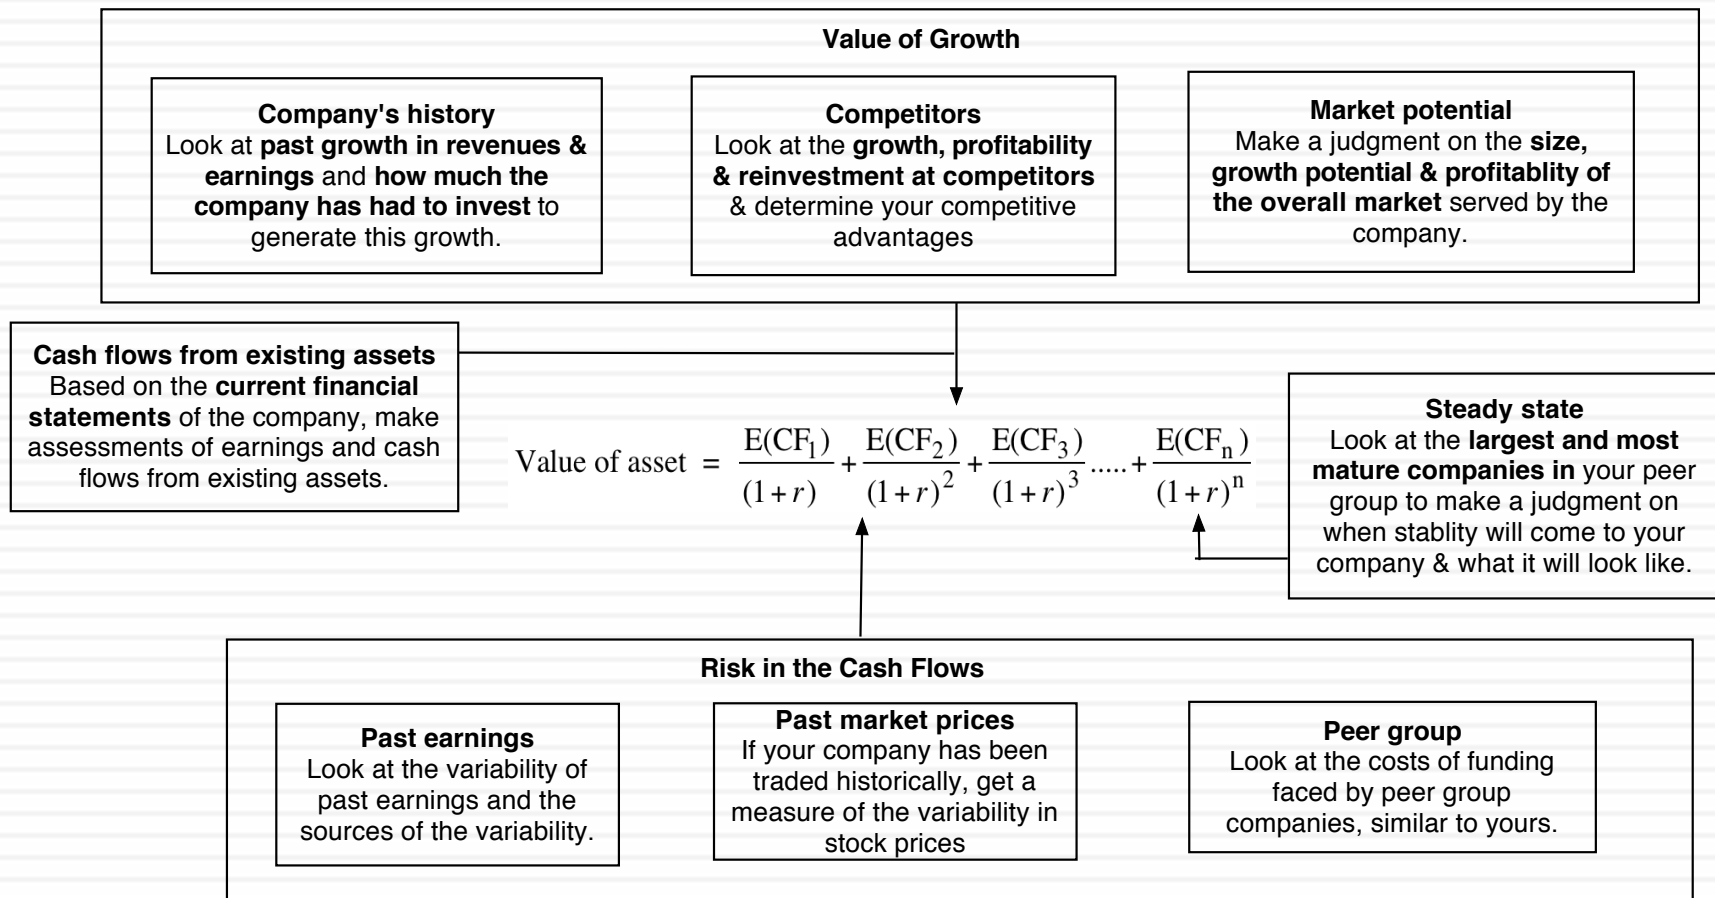 Value of Growth
Company's history
Look at past growth in revenues &
earnings and how much the
company has had to invest to
generate this growth.
Competitors
Look at the growth, profitability
& reinvestment at competitors
& determine your competitive
advantages
Market potential
Make a judgment on the size,
growth potential & profitablity of
the overall market served by the
company.
Cash flows from existing assets
Based on the current financial
statements of the company, make
assessments of earnings and cash
flows from existing assets.
Value of asset = E(CF₁)/(1+r) + E(CF₂)/(1+r)² + E(CF₃)/(1+r)³ ..... + E(CFₙ)/(1+r)ⁿ
Steady state
Look at the largest and most
mature companies in your peer
group to make a judgment on
when stablity will come to your
company & what it will look like.
Risk in the Cash Flows
Past earnings
Look at the variability of
past earnings and the
sources of the variability.
Past market prices
If your company has been
traded historically, get a
measure of the variability in
stock prices
Peer group
Look at the costs of funding
faced by peer group
companies, similar to yours.